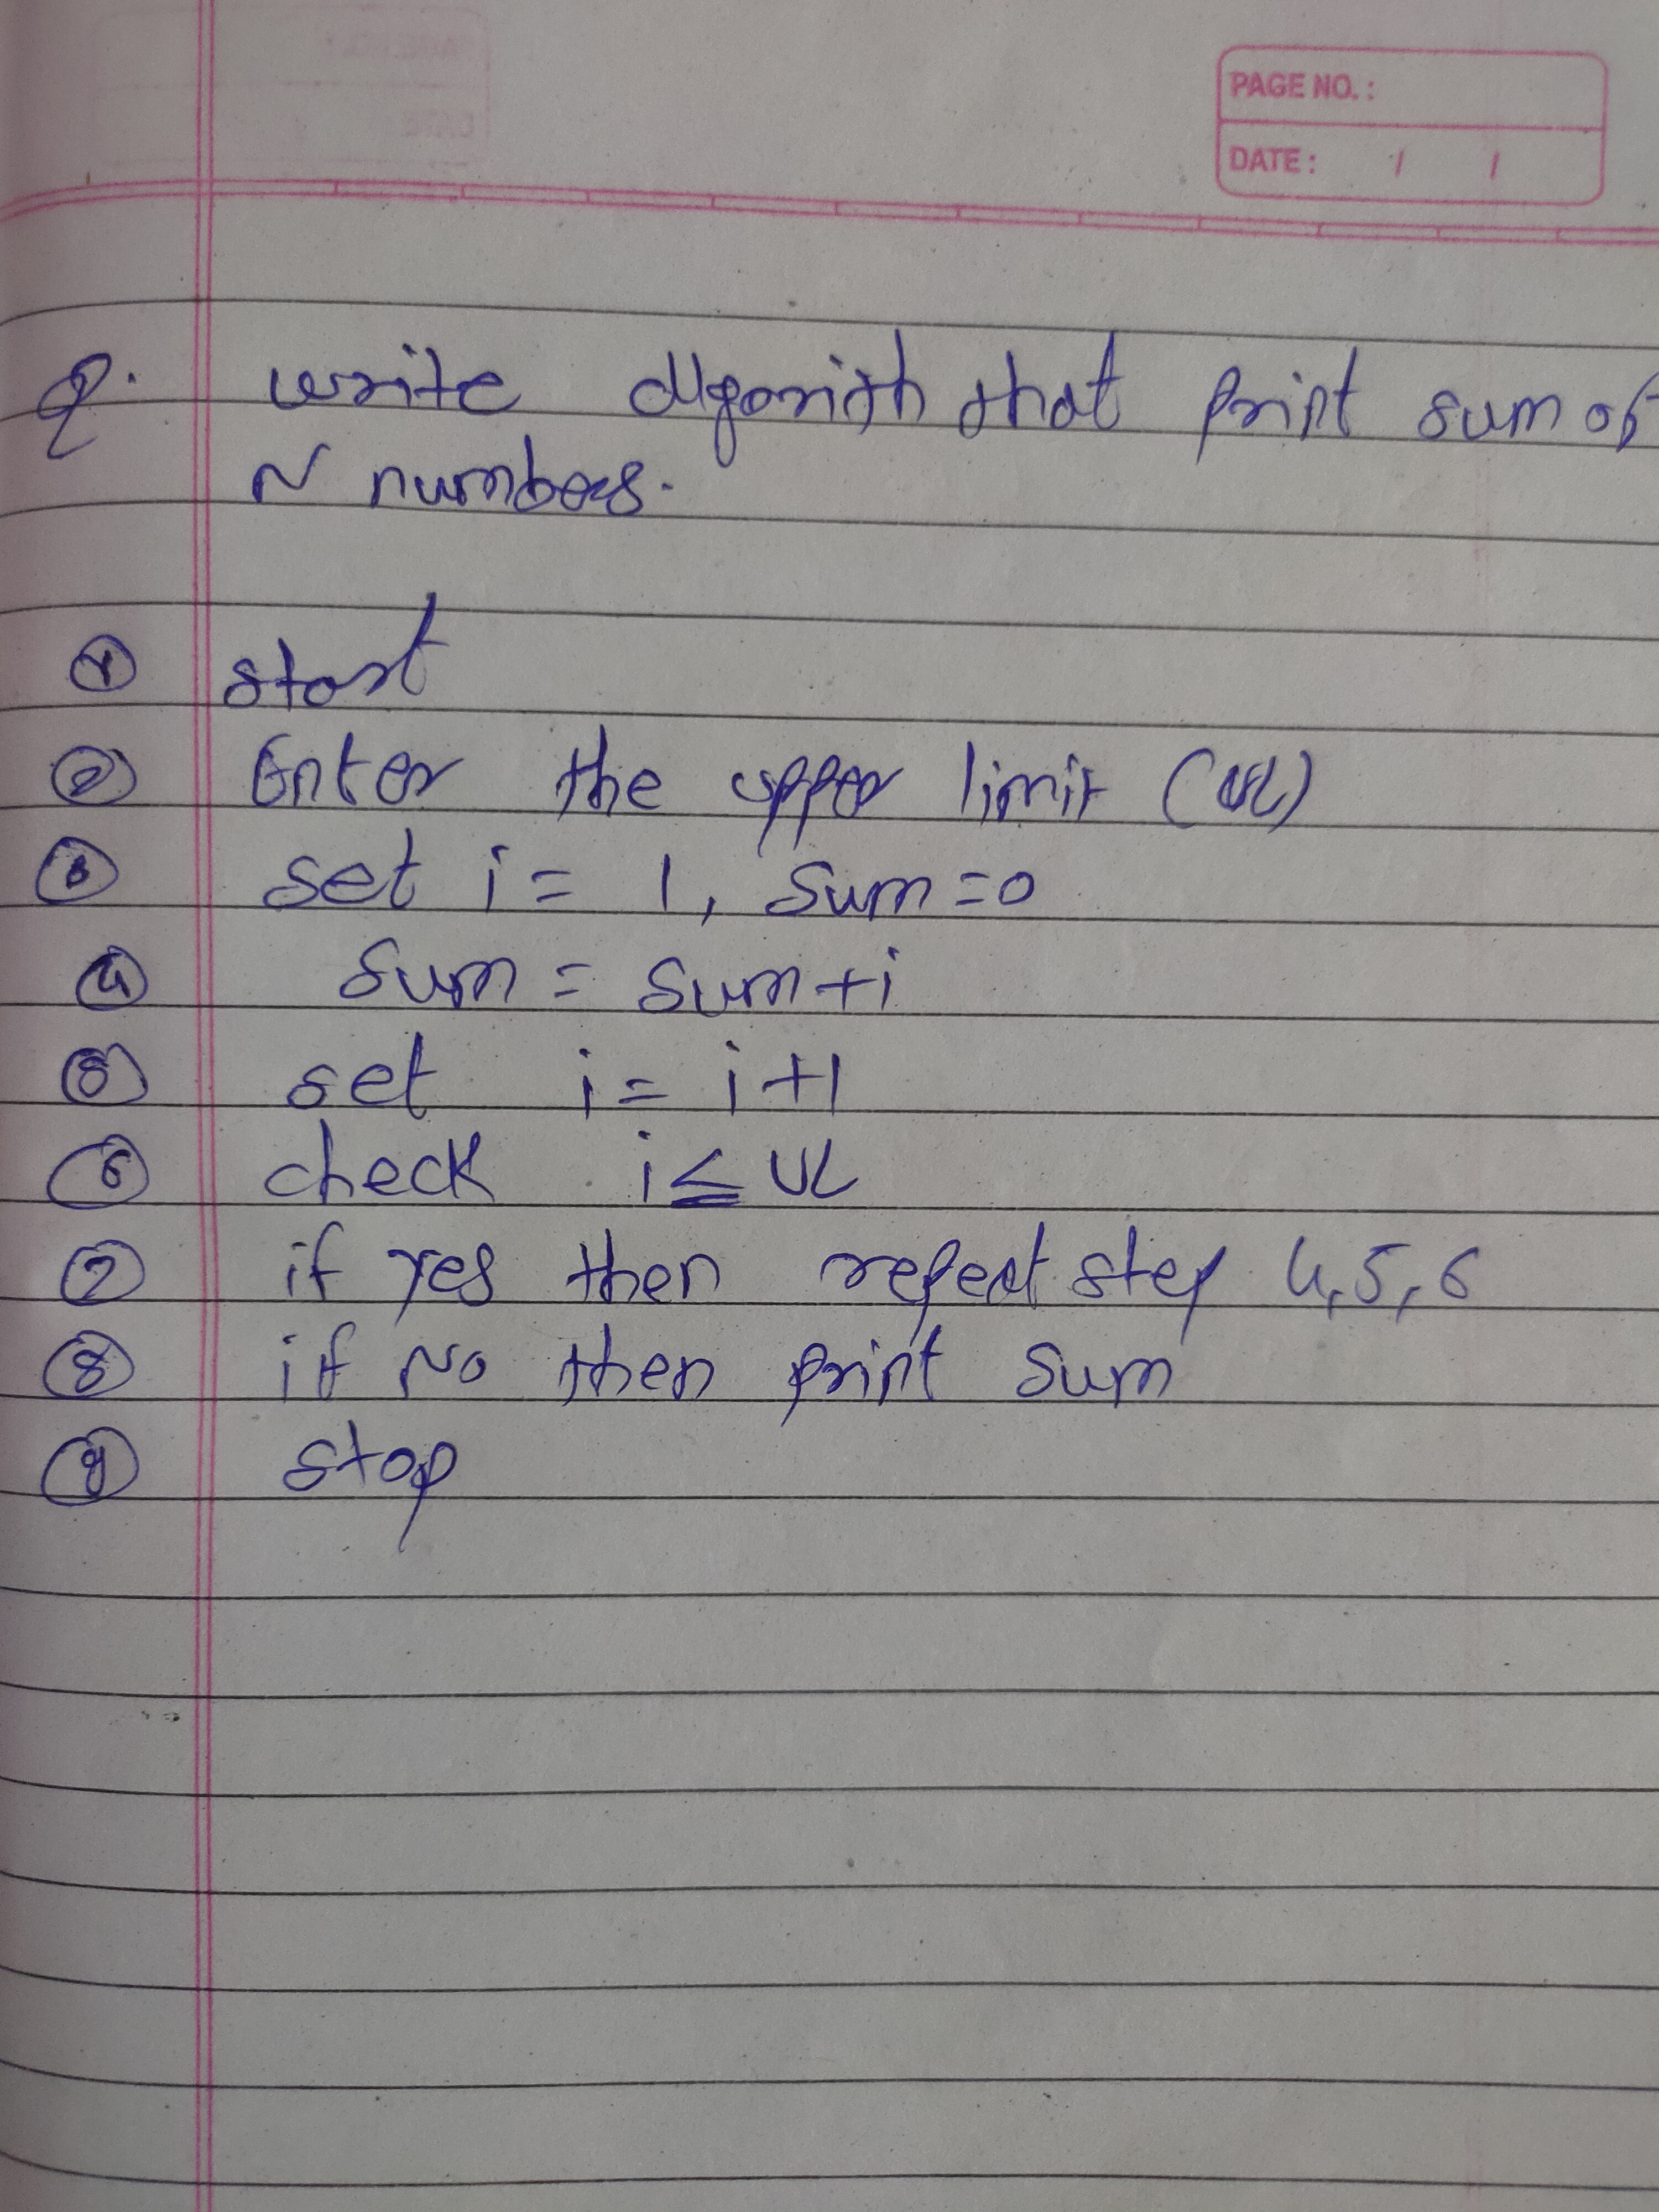 PAGE NO. :
DATE : / /
Q. write algorith that print sum of
N numbers.
① start
② Enter the upper limit (UL)
③ set i = 1, sum = 0
④ sum = sum + i
⑤ set i = i + 1
⑥ check i ≤ UL
⑦ if yes then repeat step 4, 5, 6
⑧ if No then print sum
⑨ stop